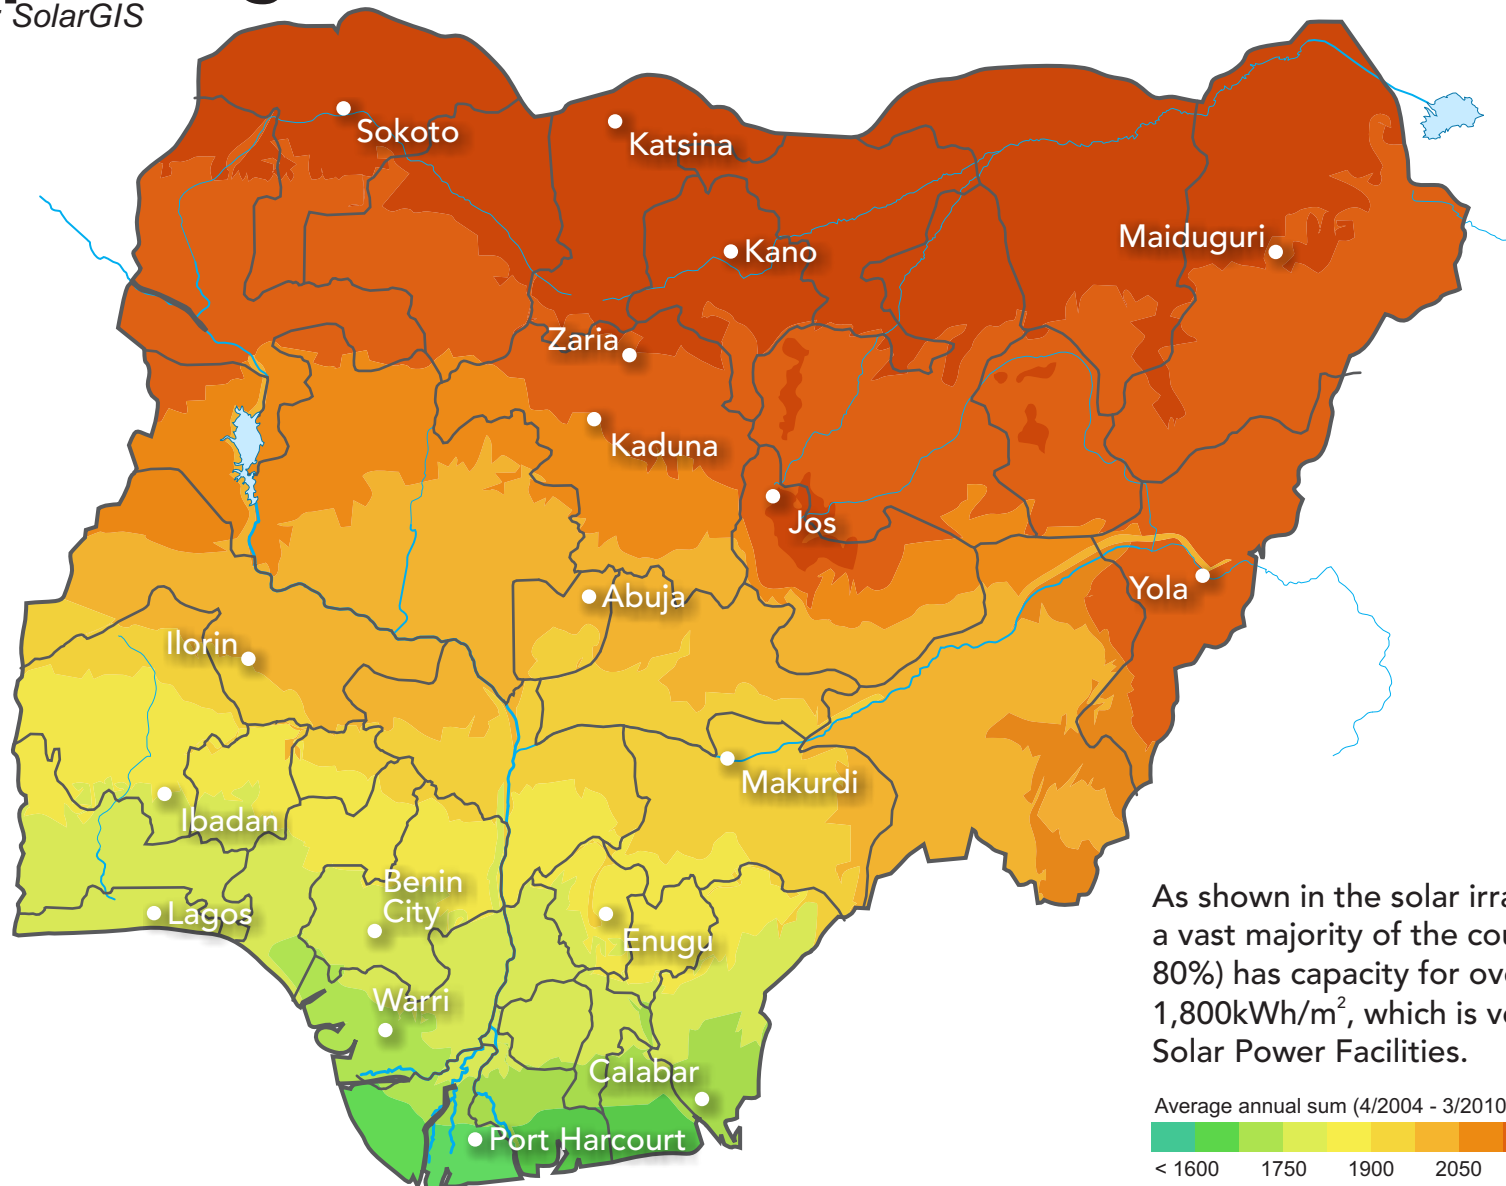 SolarGIS
Sokoto
Katsina
Maiduguri
Kano
Zaria
Kaduna
Jos
Yola
Abuja
Ilorin
Makurdi
Ibadan
Benin
City
Lagos
Enugu
Warri
Calabar
Port Harcourt
As shown in the solar irra
a vast majority of the cou
80%) has capacity for ov
1,800kWh/m², which is v
Solar Power Facilities.
Average annual sum (4/2004 - 3/2010
< 1600 1750 1900 2050